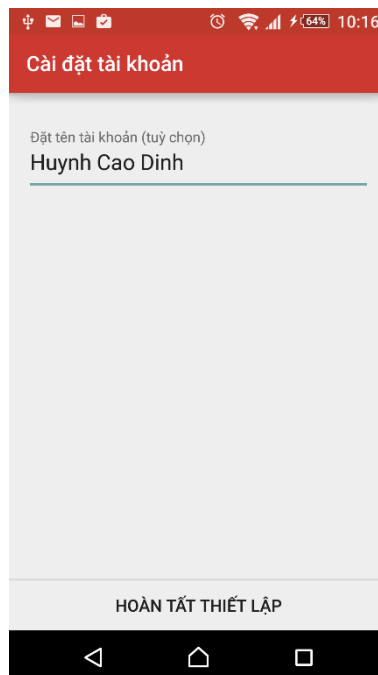 64% 10:16
Cài đặt tài khoản
Đặt tên tài khoản (tuỳ chọn)
Huynh Cao Dinh
HOÀN TẤT THIẾT LẬP